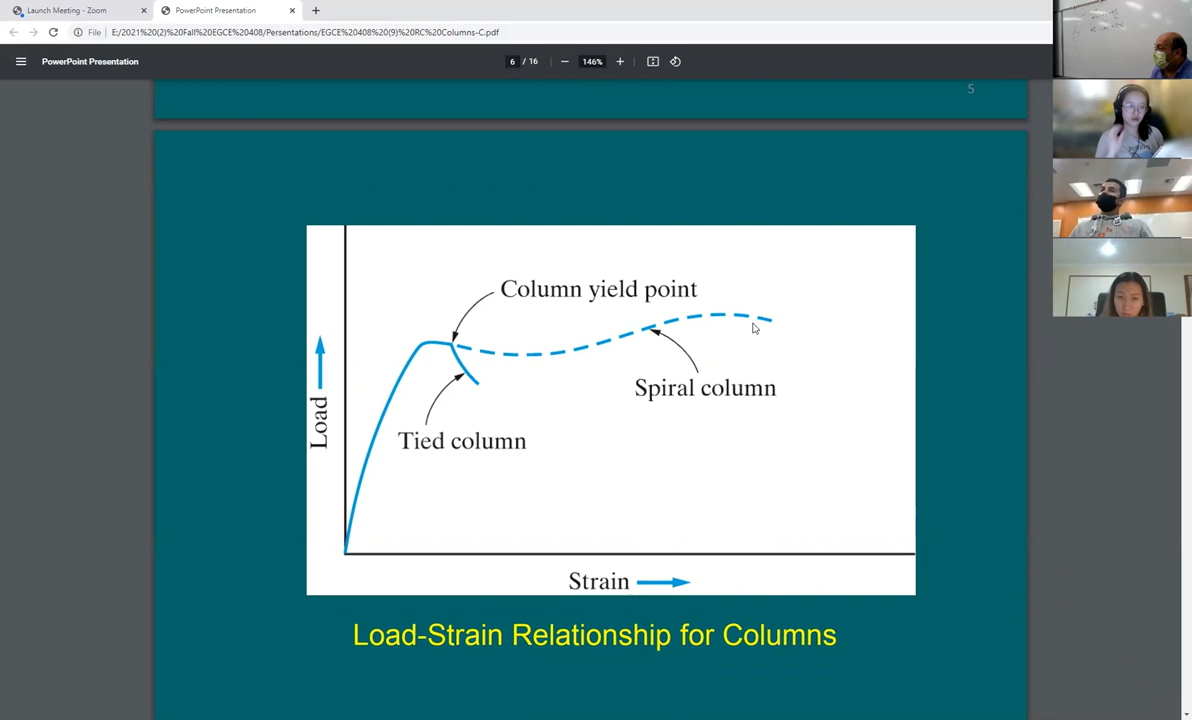 Launch Meeting - Zoom
PowerPoint Presentation
File
E:/2021%20(2)%20Fall%20EGCE%20408/Persentations/EGCE%20408%20(9)%20RC%20Columns-C.pdf
PowerPoint Presentation
6 / 16
146%
5
Column yield point
Spiral column
Tied column
Load
Strain
Load-Strain Relationship for Columns